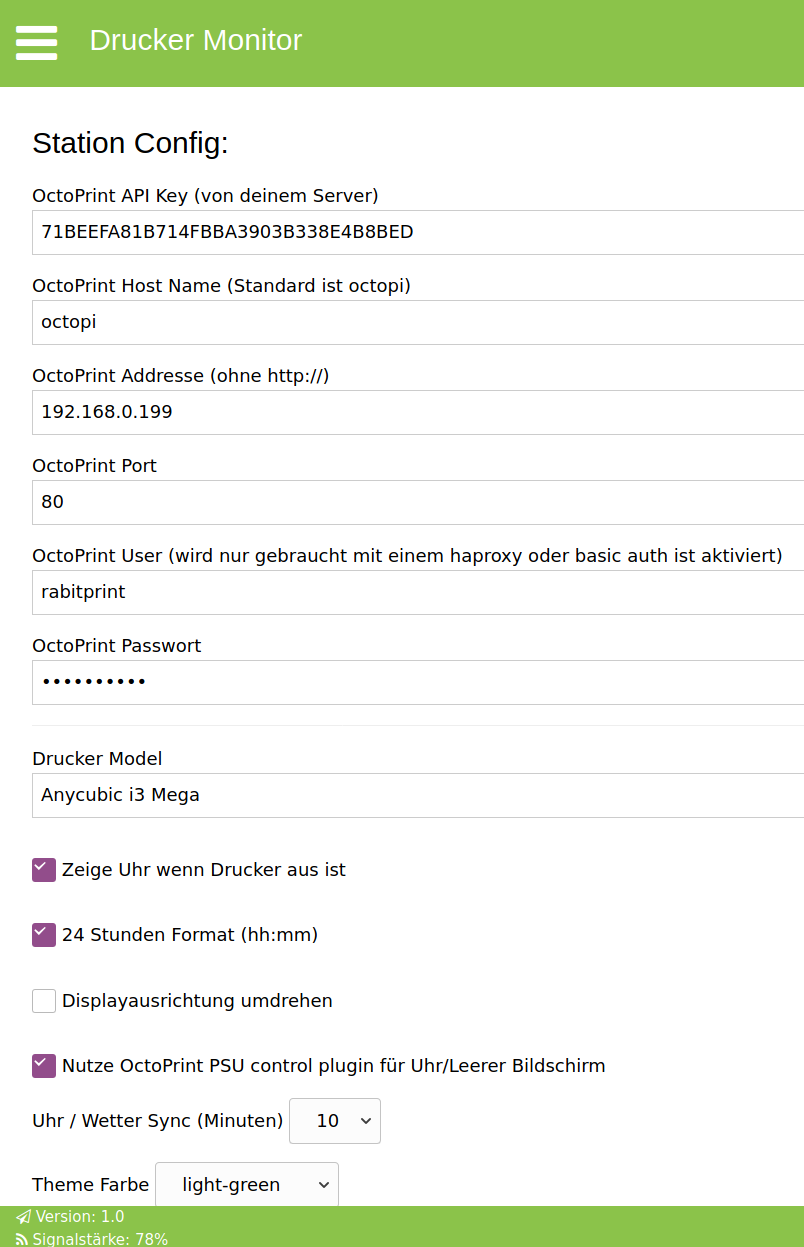 Drucker Monitor
Station Config:
OctoPrint API Key (von deinem Server)
71BEEFA81B714FBBA3903B338E4B8BED
OctoPrint Host Name (Standard ist octopi)
octopi
OctoPrint Addresse (ohne http://)
192.168.0.199
OctoPrint Port
80
OctoPrint User (wird nur gebraucht mit einem haproxy oder basic auth ist aktiviert)
rabitprint
OctoPrint Passwort
••••••••••
Drucker Model
Anycubic i3 Mega
Zeige Uhr wenn Drucker aus ist
24 Stunden Format (hh:mm)
Displayausrichtung umdrehen
Nutze OctoPrint PSU control plugin für Uhr/Leerer Bildschirm
Uhr / Wetter Sync (Minuten) 10
Theme Farbe light-green
Version: 1.0
Signalstärke: 78%